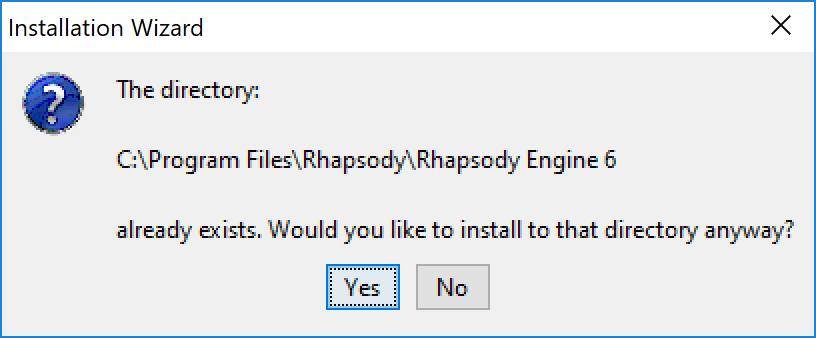 Installation Wizard
The directory:
C:\Program Files\Rhapsody\Rhapsody Engine 6
already exists. Would you like to install to that directory anyway?
Yes No